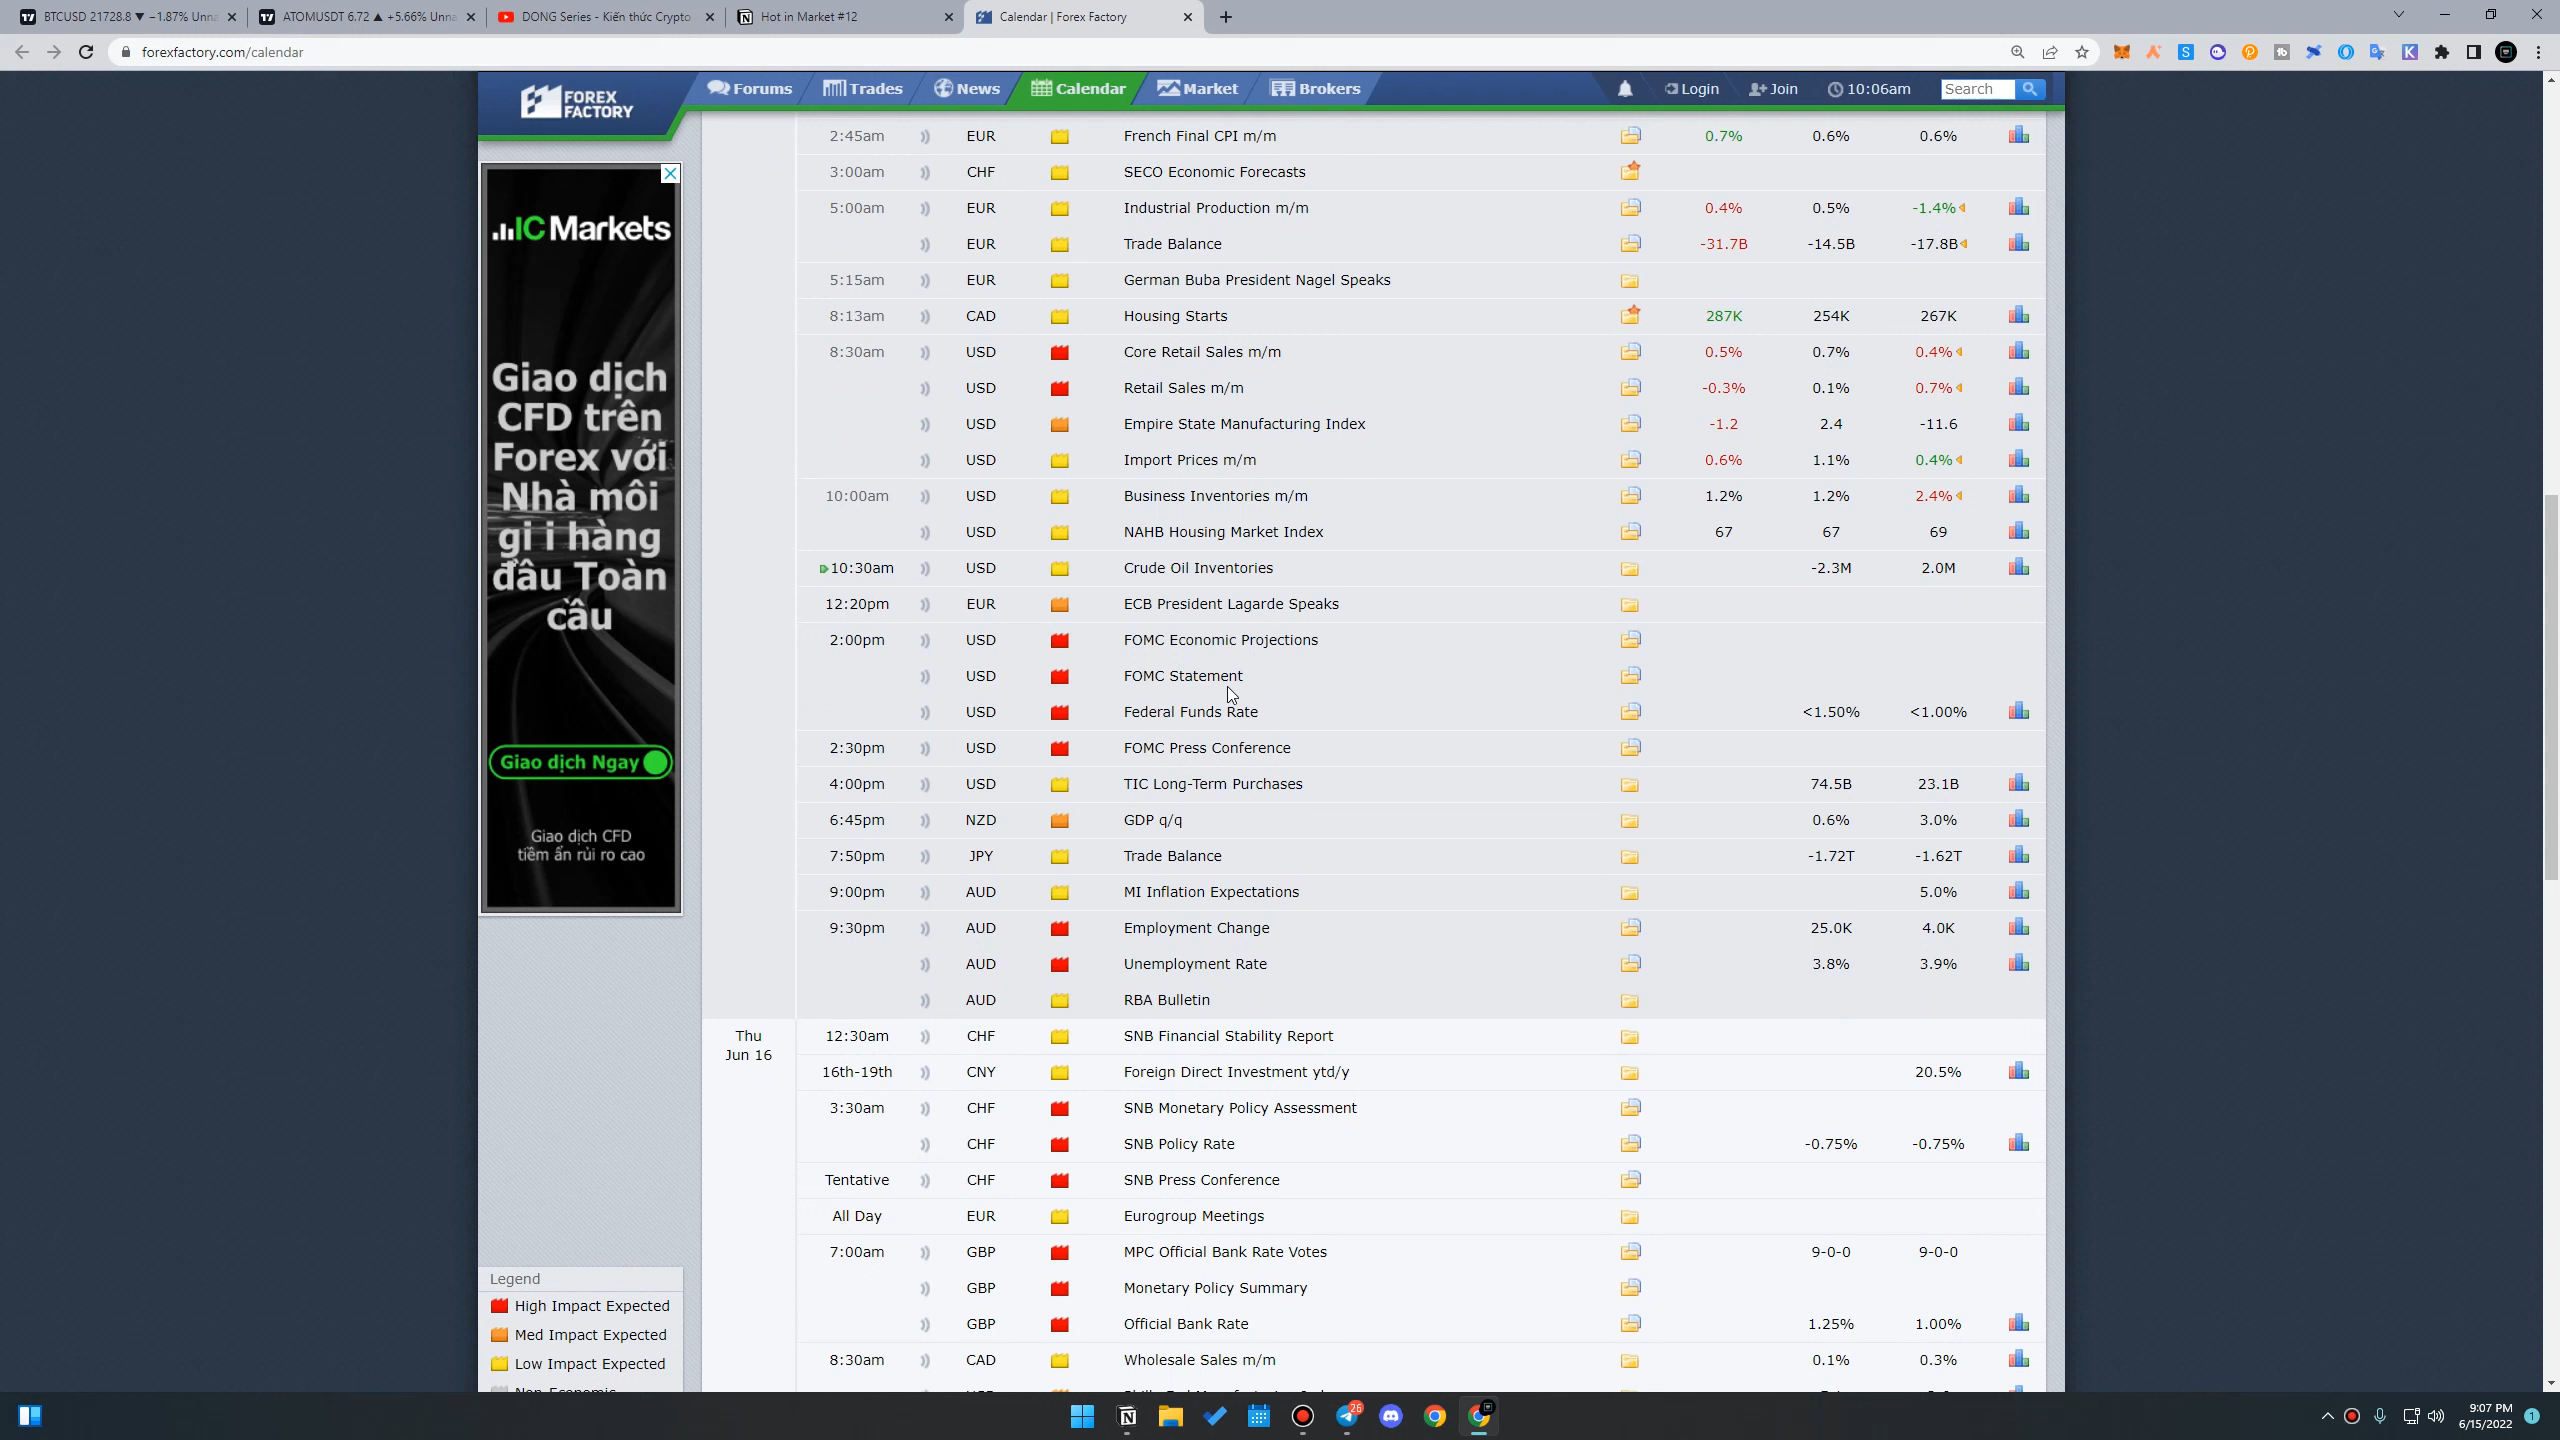 BTCUSD 21728.8 ▼ −1.87% Unna
ATOMUSDT 6.72 ▲ +5.66% Unna
DONG Series - Kiến thức Crypto
Hot in Market #12
Calendar | Forex Factory
forexfactory.com/calendar
FOREX
FACTORY
Forums
Trades
News
Calendar
Market
Brokers
Login
Join
10:06am
Search
2:45am EUR French Final CPI m/m 0.7% 0.6% 0.6%
3:00am CHF SECO Economic Forecasts
5:00am EUR Industrial Production m/m 0.4% 0.5% -1.4%
EUR Trade Balance -31.7B -14.5B -17.8B
5:15am EUR German Buba President Nagel Speaks
8:13am CAD Housing Starts 287K 254K 267K
8:30am USD Core Retail Sales m/m 0.5% 0.7% 0.4%
USD Retail Sales m/m -0.3% 0.1% 0.7%
USD Empire State Manufacturing Index -1.2 2.4 -11.6
USD Import Prices m/m 0.6% 1.1% 0.4%
10:00am USD Business Inventories m/m 1.2% 1.2% 2.4%
USD NAHB Housing Market Index 67 67 69
10:30am USD Crude Oil Inventories -2.3M 2.0M
12:20pm EUR ECB President Lagarde Speaks
2:00pm USD FOMC Economic Projections
USD FOMC Statement
USD Federal Funds Rate <1.50% <1.00%
2:30pm USD FOMC Press Conference
4:00pm USD TIC Long-Term Purchases 74.5B 23.1B
6:45pm NZD GDP q/q 0.6% 3.0%
7:50pm JPY Trade Balance -1.72T -1.62T
9:00pm AUD MI Inflation Expectations 5.0%
9:30pm AUD Employment Change 25.0K 4.0K
AUD Unemployment Rate 3.8% 3.9%
AUD RBA Bulletin
Thu
Jun 16
12:30am CHF SNB Financial Stability Report
16th-19th CNY Foreign Direct Investment ytd/y 20.5%
3:30am CHF SNB Monetary Policy Assessment
CHF SNB Policy Rate -0.75% -0.75%
Tentative CHF SNB Press Conference
All Day EUR Eurogroup Meetings
7:00am GBP MPC Official Bank Rate Votes 9-0-0 9-0-0
GBP Monetary Policy Summary
GBP Official Bank Rate 1.25% 1.00%
8:30am CAD Wholesale Sales m/m 0.1% 0.3%
IC Markets
Giao dịch
CFD trên
Forex với
Nhà môi
gi i hàng
đầu Toàn
cầu
Giao dịch Ngay
Giao dịch CFD
tiềm ẩn rủi ro cao
Legend
High Impact Expected
Med Impact Expected
Low Impact Expected
26
9:07 PM
6/15/2022
1